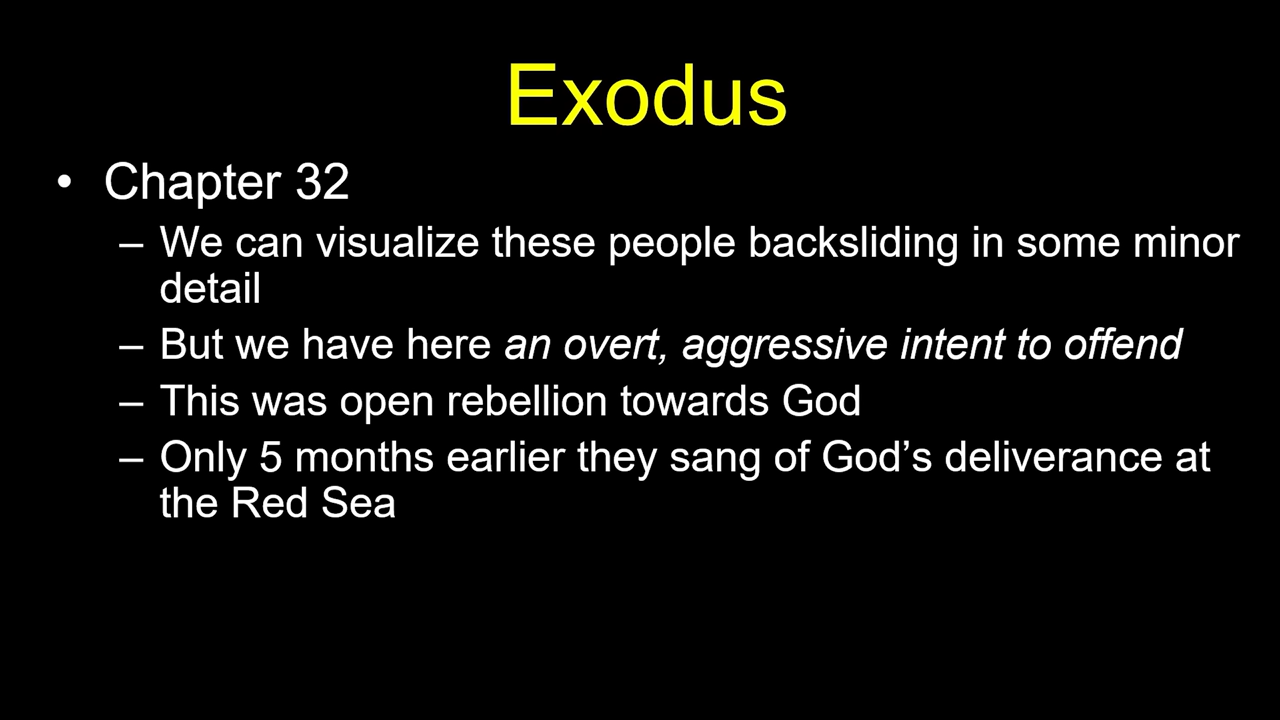 Exodus
• Chapter 32
– We can visualize these people backsliding in some minor
detail
– But we have here an overt, aggressive intent to offend
– This was open rebellion towards God
– Only 5 months earlier they sang of God’s deliverance at
the Red Sea